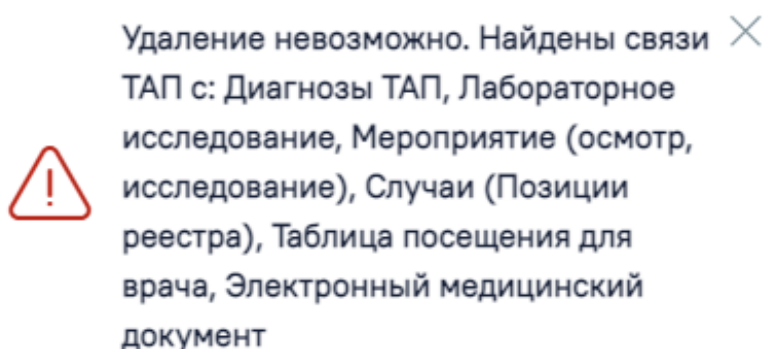 Удаление невозможно. Найдены связи
ТАП с: Диагнозы ТАП, Лабораторное
исследование, Мероприятие (осмотр,
исследование), Случаи (Позиции
реестра), Таблица посещения для
врача, Электронный медицинский
документ